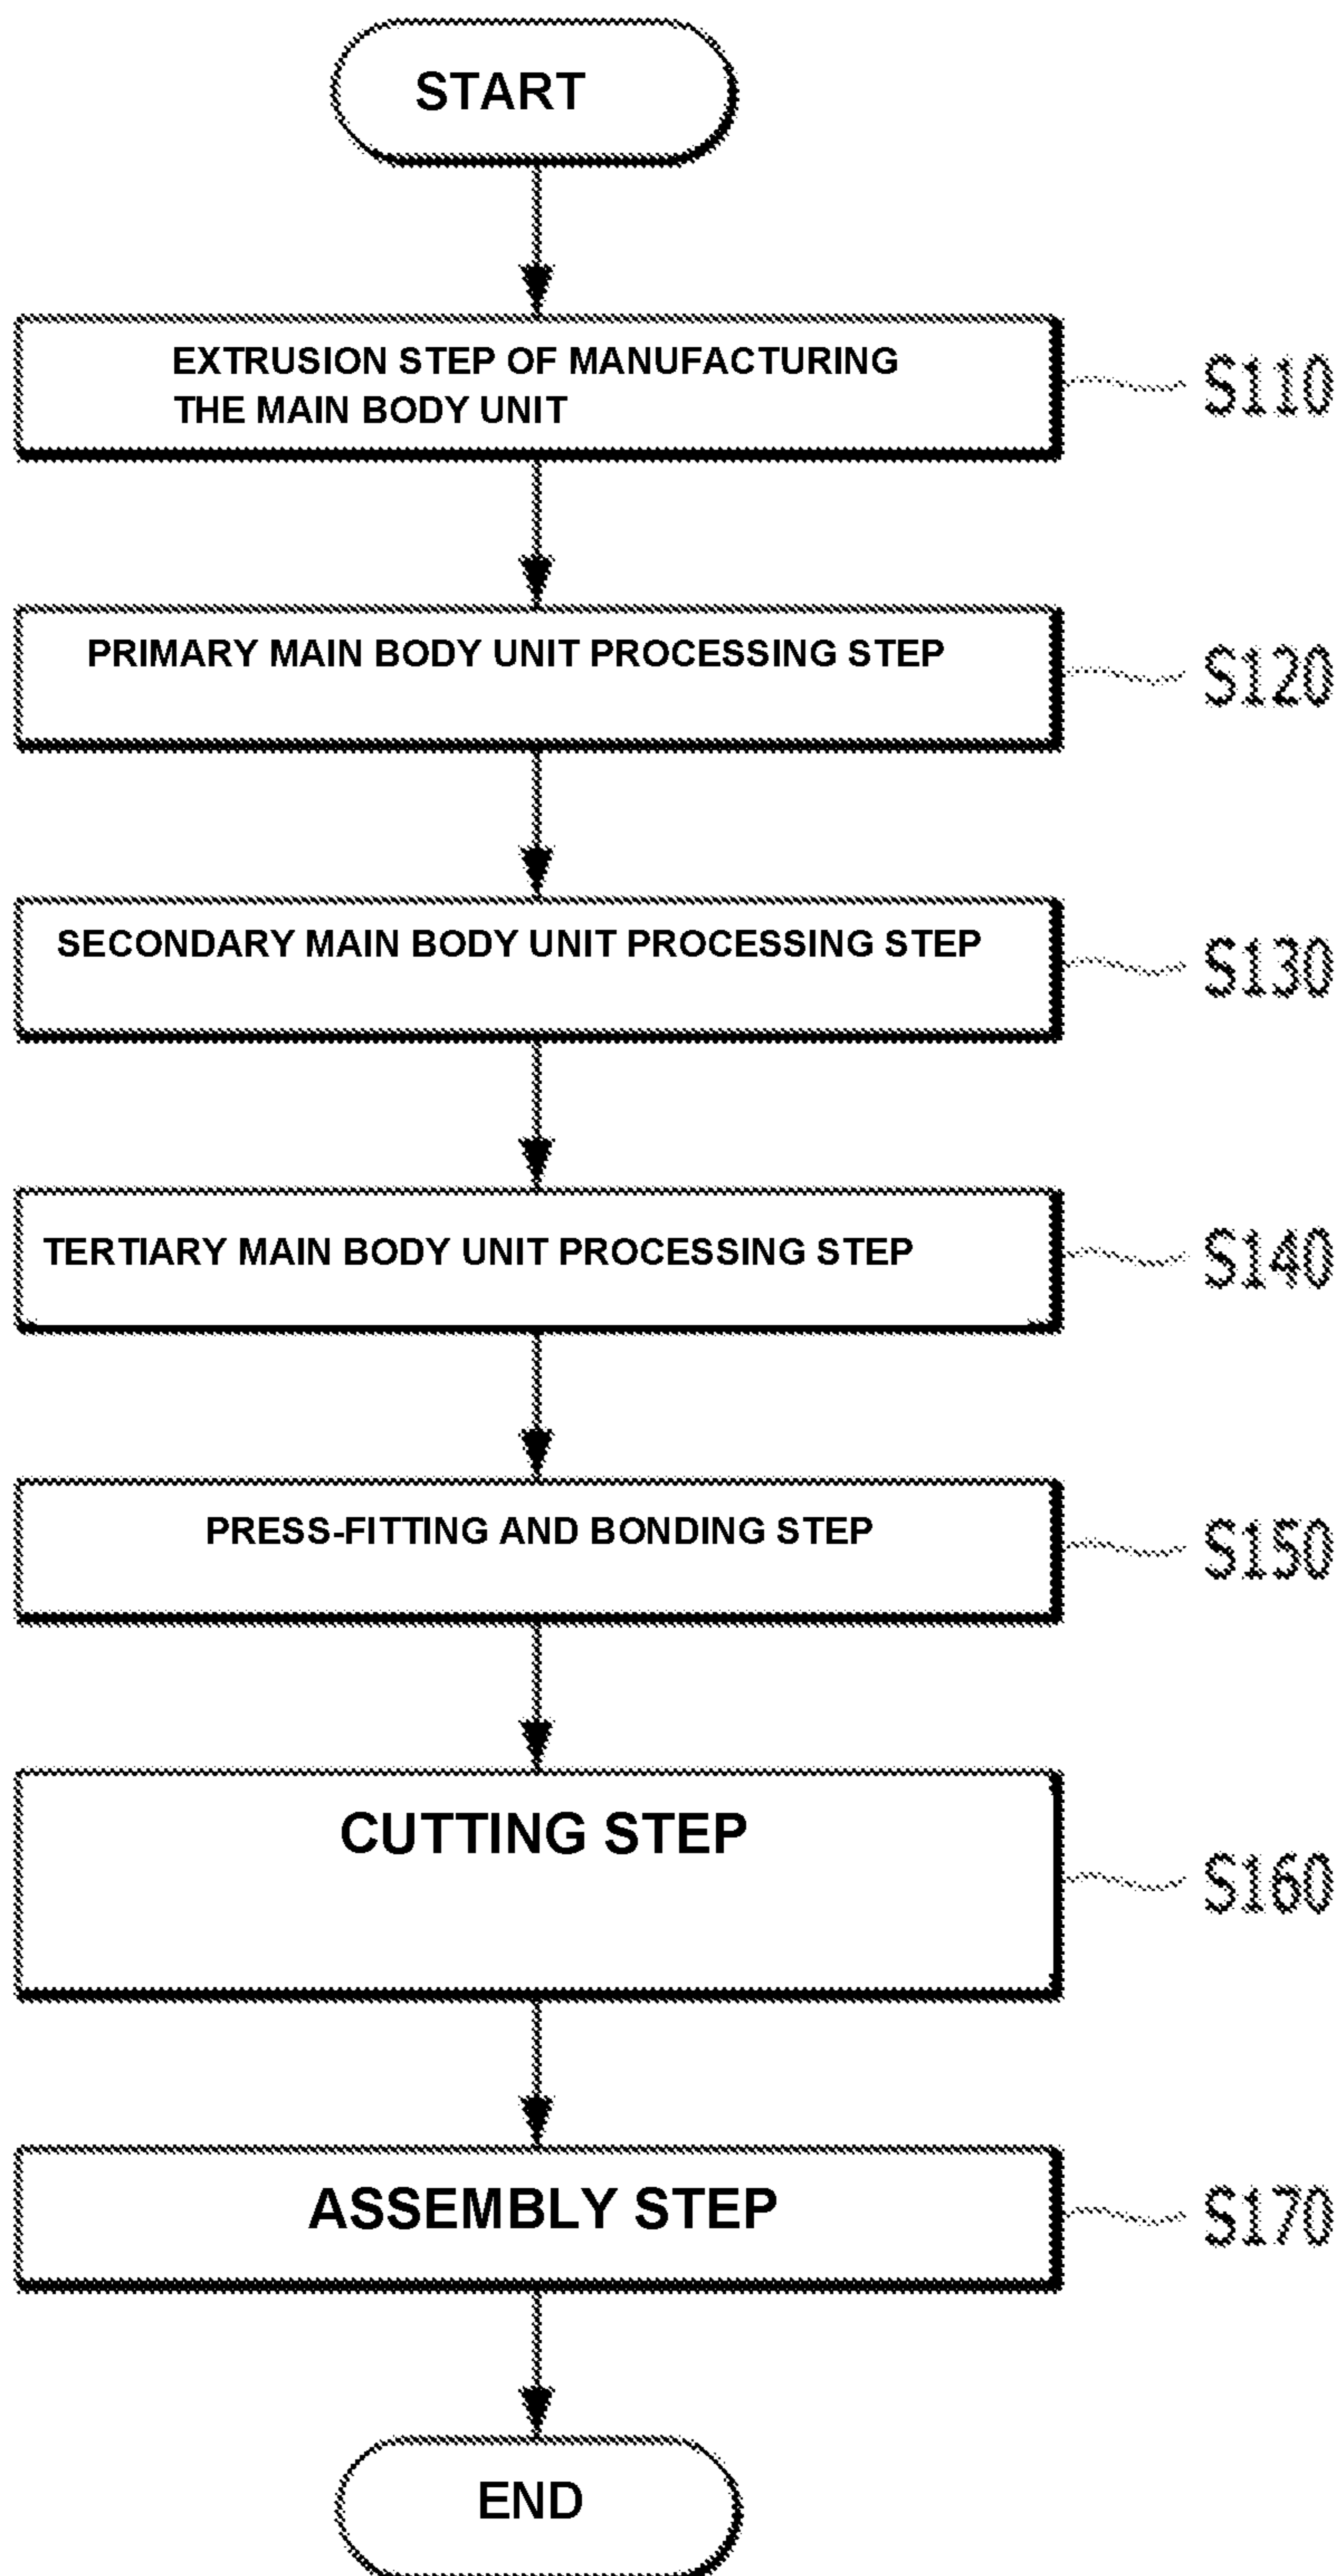 START
EXTRUSION STEP OF MANUFACTURING
THE MAIN BODY UNIT
S110
PRIMARY MAIN BODY UNIT PROCESSING STEP
S120
SECONDARY MAIN BODY UNIT PROCESSING STEP
S130
TERTIARY MAIN BODY UNIT PROCESSING STEP
S140
PRESS-FITTING AND BONDING STEP
S150
CUTTING STEP
S160
ASSEMBLY STEP
S170
END